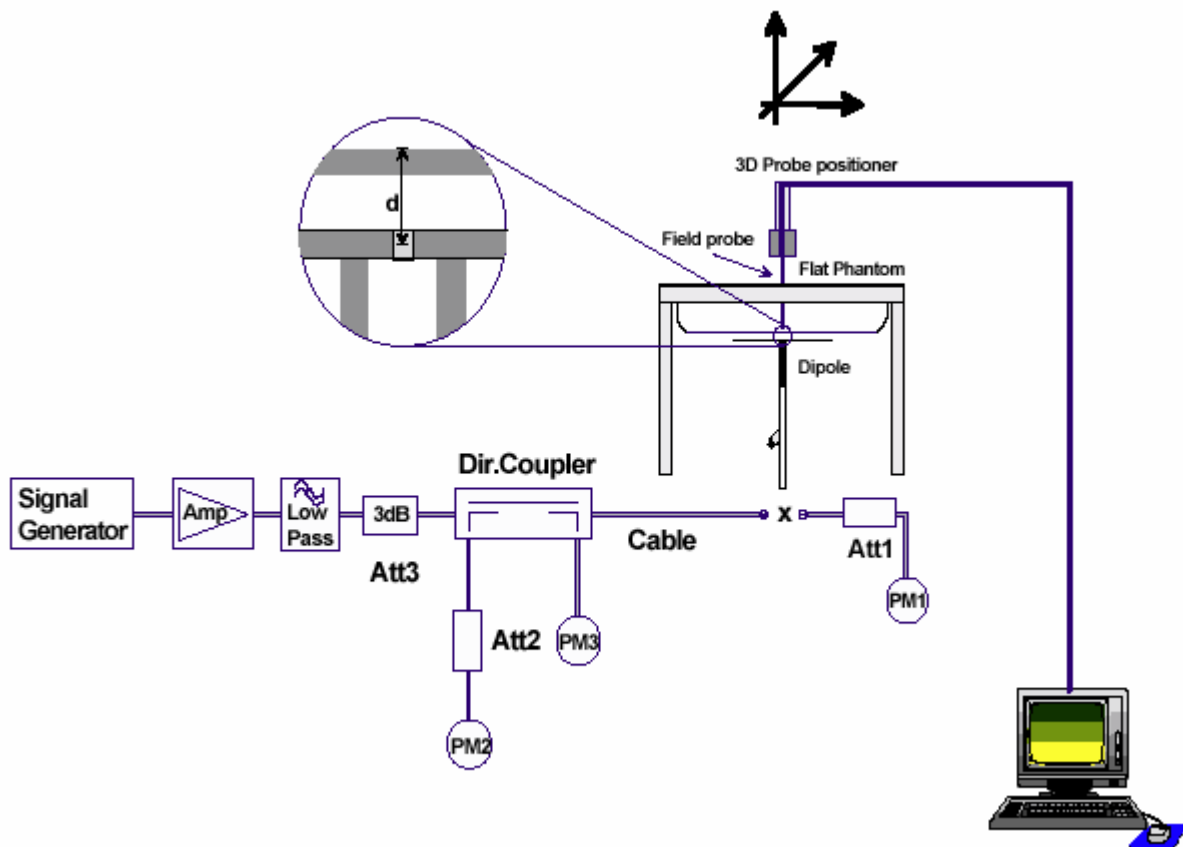 3D Probe positioner
d
Field probe
Flat Phantom
Dipole
Dir.Coupler
Signal
Generator
Amp
Low
Pass
3dB
Cable
x
Att1
Att3
PM1
Att2
PM3
PM2